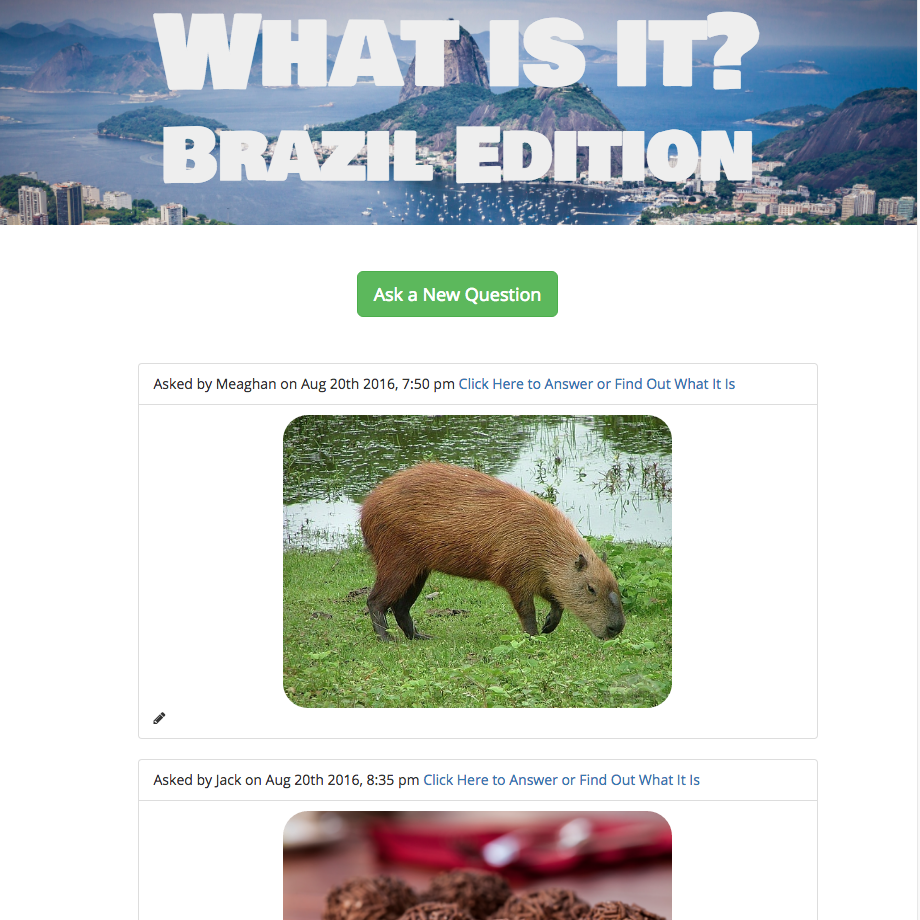 What is it?
Brazil Edition
Ask a New Question
Asked by Meaghan on Aug 20th 2016, 7:50 pm Click Here to Answer or Find Out What It Is
Asked by Jack on Aug 20th 2016, 8:35 pm Click Here to Answer or Find Out What It Is